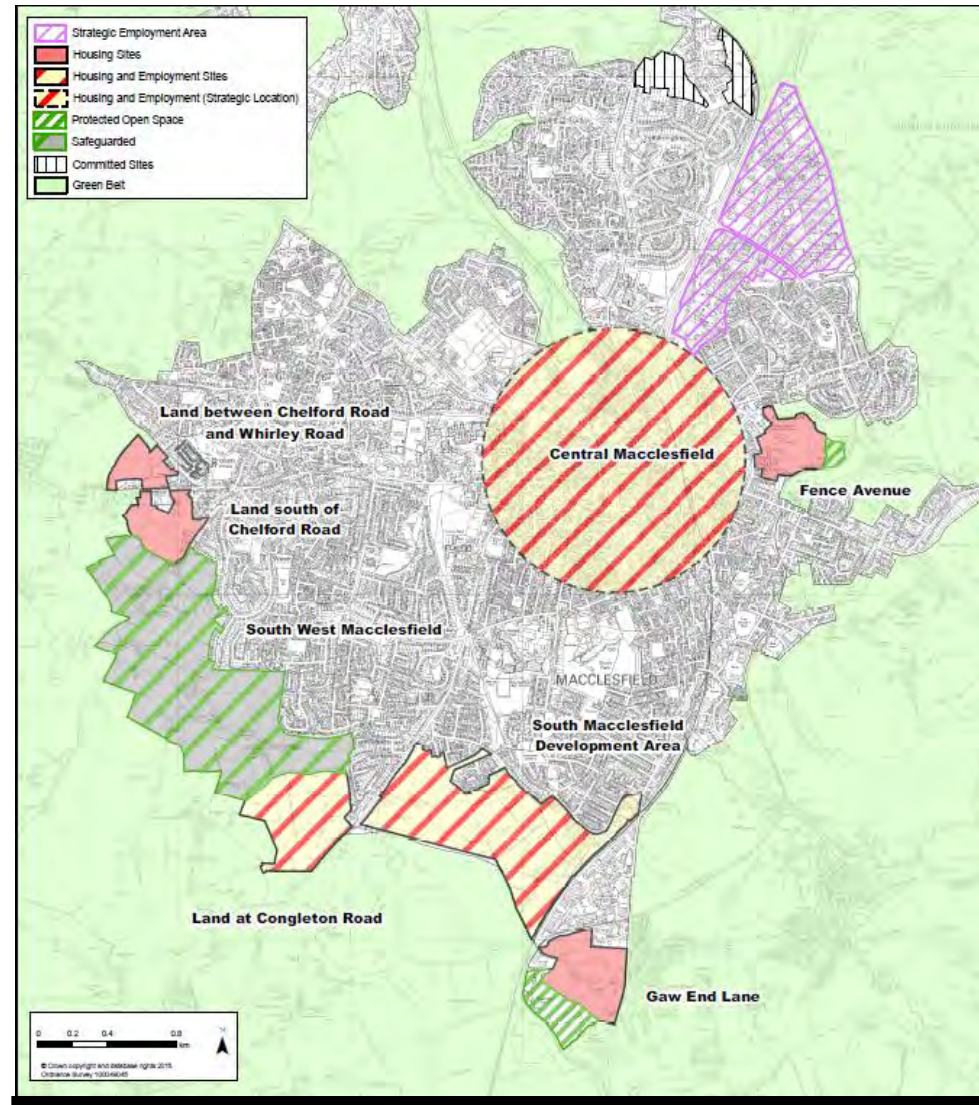 Strategic Employment Area
Housing Sites
Housing and Employment Sites
Housing and Employment (Strategic Location)
Protected Open Space
Safeguarded
Committed Sites
Green Belt
Land between Chelford Road
and Whirley Road
Central Macclesfield
Land south of
Chelford Road
Fence Avenue
South West Macclesfield
MACCLESFIELD
South Macclesfield
Development Area
Land at Congleton Road
Gaw End Lane
0 0.2 0.4 0.8
km
© Crown copyright and database rights 2015.
Ordnance Survey 100049045